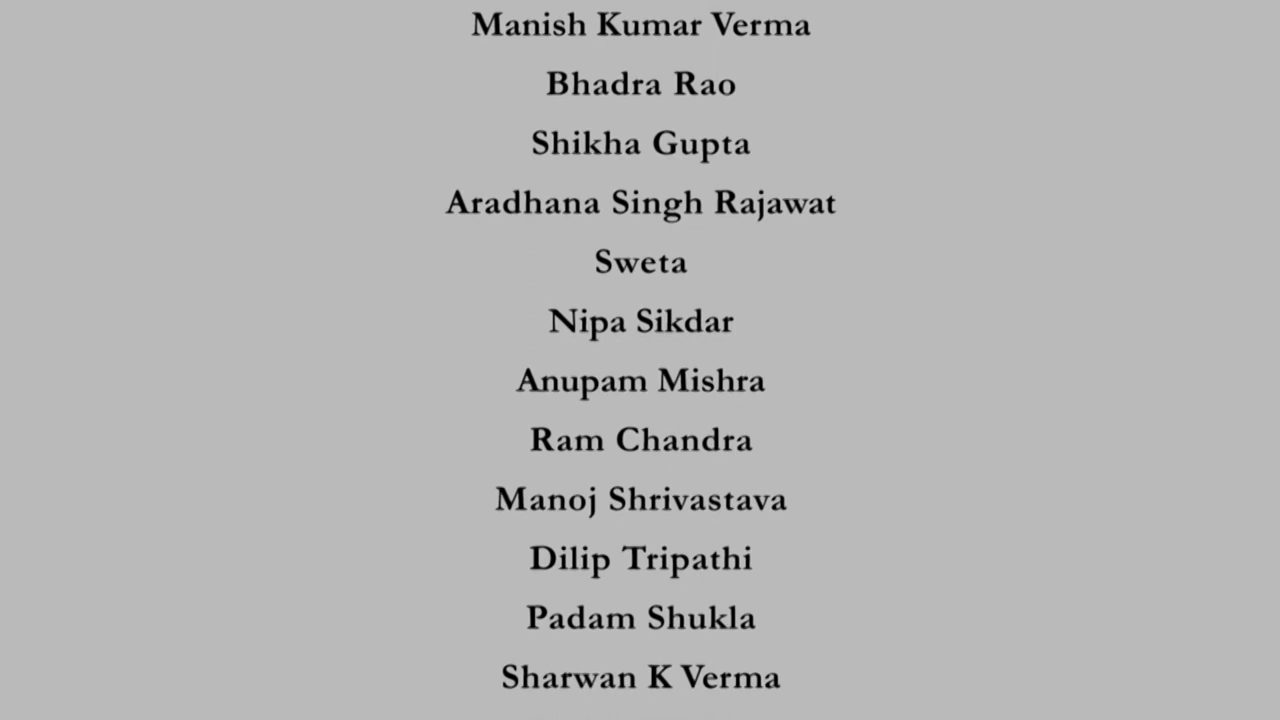 Manish Kumar Verma
Bhadra Rao
Shikha Gupta
Aradhana Singh Rajawat
Sweta
Nipa Sikdar
Anupam Mishra
Ram Chandra
Manoj Shrivastava
Dilip Tripathi
Padam Shukla
Sharwan K Verma